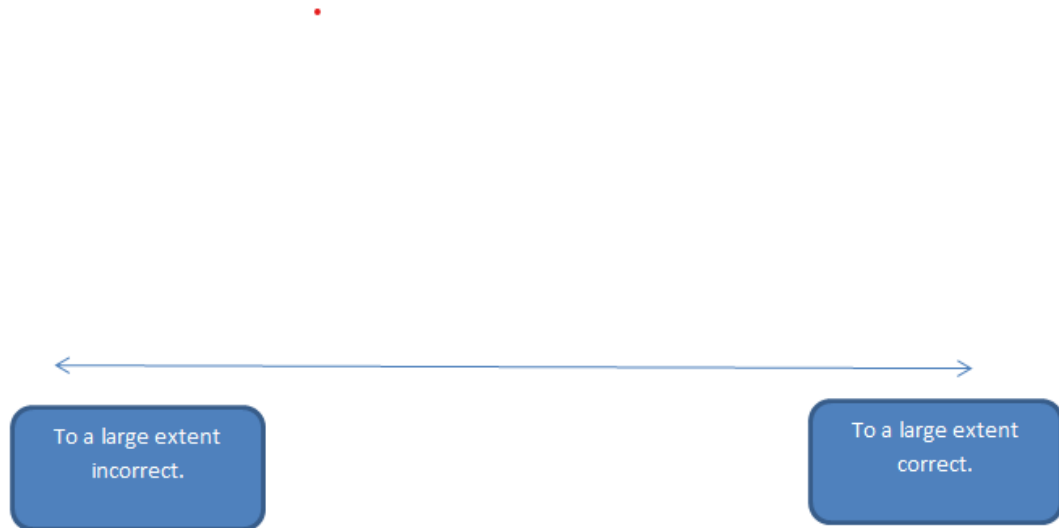 To a large extent
incorrect.
To a large extent
correct.